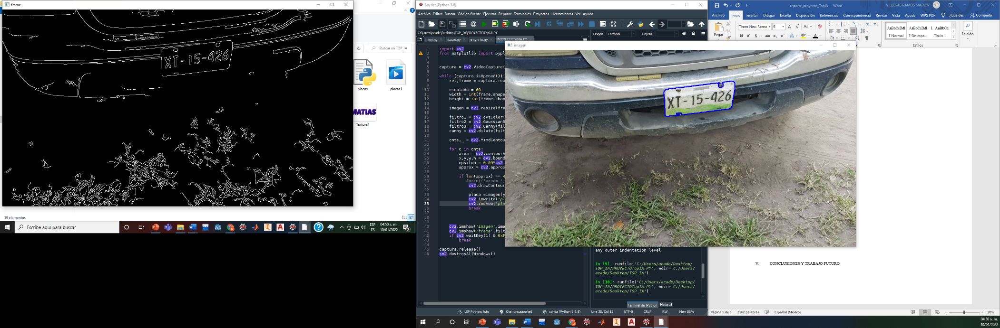 frame
XT-15-426
Buscar en TOP_IA
placas
placas1
MATIAS
Textura1
19 elementos
Escribe aquí para buscar
ESP
ES
04:50 a. m.
10/01/2022
3
Spyder (Python 3.8)
Archivo Editar Buscar Código fuente Ejecutar Depurar Terminales Proyectos Herramientas Ver Ayuda
C:\Users\acade\Desktop\TOP_IA\PROYECTOTopIA.PY
temp.py placas.py proyecto.py PROYECTOTopIA.PY
1 import cv2
2 from matplotlib import pypl
3
4
5 captura = cv2.VideoCapture(
6
7 while (captura.isOpened()):
8 ret,frame = captura.rea
9
10 escalado = 60
11 width = int(frame.shape
12 height = int(frame.shap
13
14 imagen = cv2.resize(fra
15
16 filtro1 = cv2.cvtColor(
17 filtro2 = cv2.GaussianB
18 filtro3 = cv2.Canny(fil
19 canny = cv2.dilate(filt
20
21 cnts,_ = cv2.findContou
22
23 for c in cnts:
24 area = cv2.contourA
25 x,y,w,h = cv2.bound
26 epsilon = 0.09*cv2.
27 approx = cv2.approx
28
29 if len(approx) == 4
30 #print('area= ',
31 cv2.drawContour
32
33 placa =imagen[y
34 cv2.imwrite('pl
35 cv2.imshow('pla
36 break
37
38
39
40 cv2.imshow('imagen',ima
41 cv2.imshow('frame',filt
42 if cv2.waitKey(1) & 0xF
43 break
44
45 captura.release()
46 cv2.destroyAllWindows()
Origen Terminal Objeto
imagen
XT-15-426
any outer indentation level
In [9]: runfile('C:/Users/acade/Desktop/
TOP_IA/PROYECTOTopIA.PY', wdir='C:/Users/
acade/Desktop/TOP_IA')
In [10]: runfile('C:/Users/acade/Desktop/
TOP_IA/PROYECTOTopIA.PY', wdir='C:/Users/
acade/Desktop/TOP_IA')
Terminal de IPython Historial
LSP Python: listo Kite: unsupported conda (Python 3.8.8) Line 35, Col 13 UTF-8 CRLF RW Mem 88%
reporte_proyecto_TopIA - Word
VILLEGAS RAMOS MARVIN
VR
Archivo Inicio Insertar Dibujar Diseño Disposición Referencias Correspondencia Revisar Vista Ayuda WPS PDF ¿Qué des Compartir
Pegar
Times New Roma 9
N K S
AaBbCcDdI AaBbCcDdI I. AaBbCc
¶ Normal ¶ Sin espa... Título 1
Estilos
Edición
V. CONCLUSIONES Y TRABAJO FUTURO
Página 5 de 5 2162 palabras Español (México) 98%
04:50 a. m.
10/01/2022